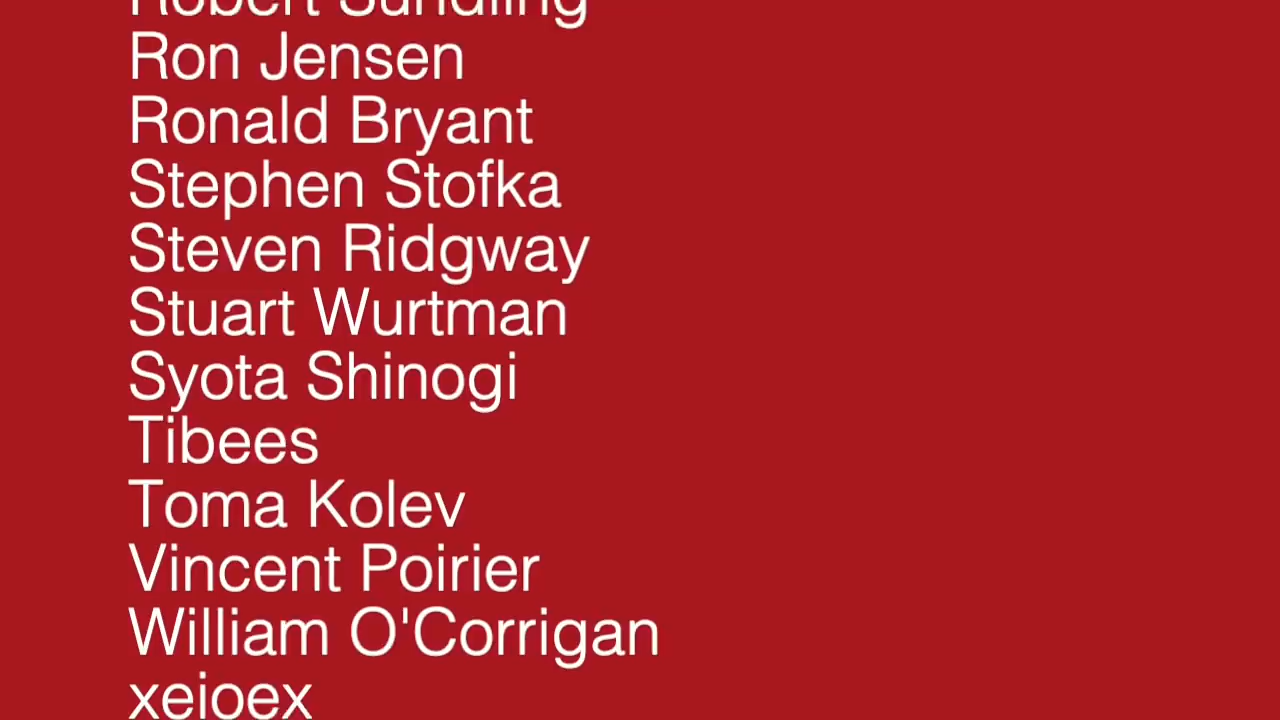 Robert Sundling
Ron Jensen
Ronald Bryant
Stephen Stofka
Steven Ridgway
Stuart Wurtman
Syota Shinogi
Tibees
Toma Kolev
Vincent Poirier
William O'Corrigan
xeioex